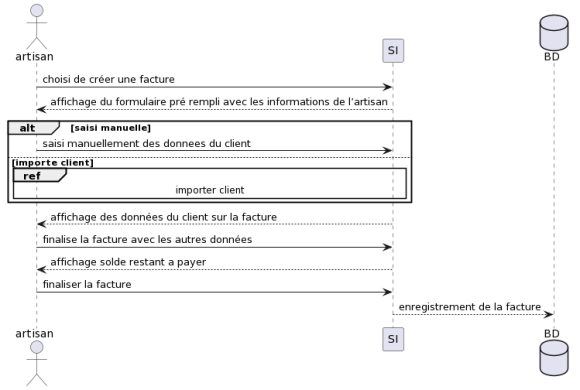 artisan
SI
BD
choisi de créer une facture
affichage du formulaire pré rempli avec les informations de l'artisan
alt [saisi manuelle]
saisi manuellement des donnees du client
[importe client]
ref
importer client
affichage des données du client sur la facture
finalise la facture avec les autres données
affichage solde restant a payer
finaliser la facture
enregistrement de la facture
artisan
SI
BD